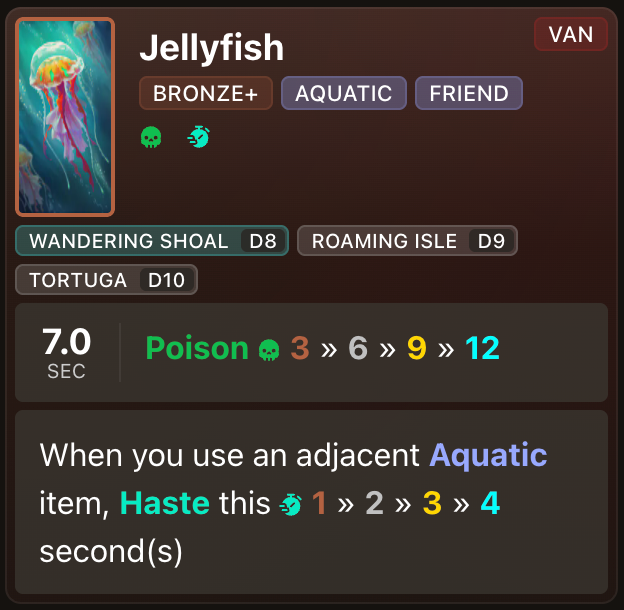 Jellyfish
VAN
BRONZE+ AQUATIC FRIEND
WANDERING SHOAL D8 ROAMING ISLE D9
TORTUGA D10
7.0
SEC
Poison 3 » 6 » 9 » 12
When you use an adjacent Aquatic
item, Haste this 1 » 2 » 3 » 4
second(s)